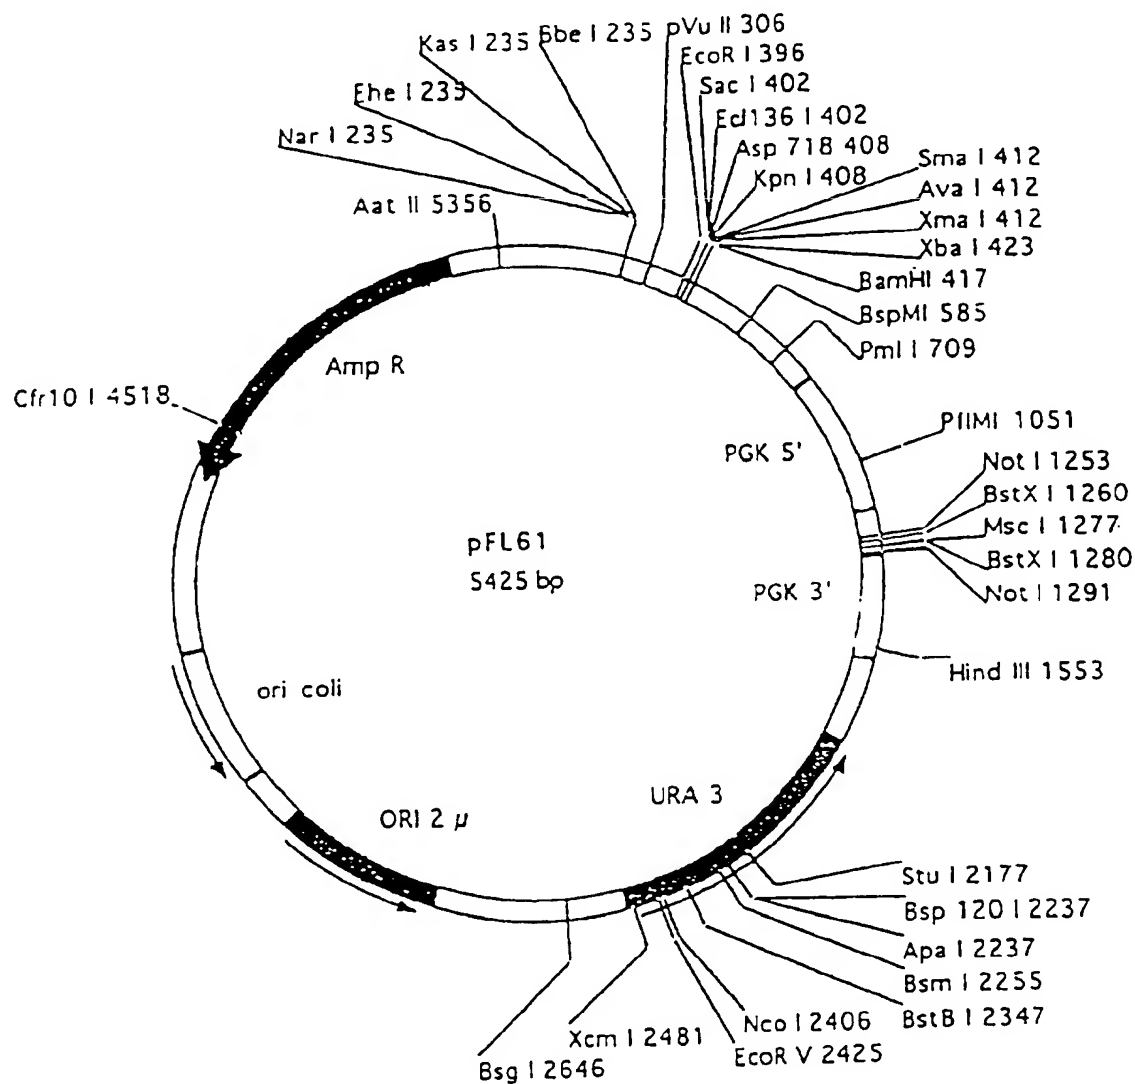 Kas I 235
Bbe I 235
pVu II 306
EcoR I 396
Sac I 402
Ehe I 235
Ecl136 I 402
Nar I 235
Asp 718 408
Kpn I 408
Sma I 412
Ava I 412
Xma I 412
Xba I 423
BamHI 417
BspMI 585
Pml I 709
Aat II 5356
Amp R
Cfr10 I 4518
PflMI 1051
PGK 5'
Not I 1253
BstX I 1260
Msc I 1277
BstX I 1280
Not I 1291
pFL61
5425 bp
PGK 3'
Hind III 1553
ori coli
URA 3
ORI 2 µ
Stu I 2177
Bsp 120 I 2237
Apa I 2237
Bsm I 2255
BstB I 2347
Nco I 2406
EcoR V 2425
Xcm I 2481
Bsg I 2646